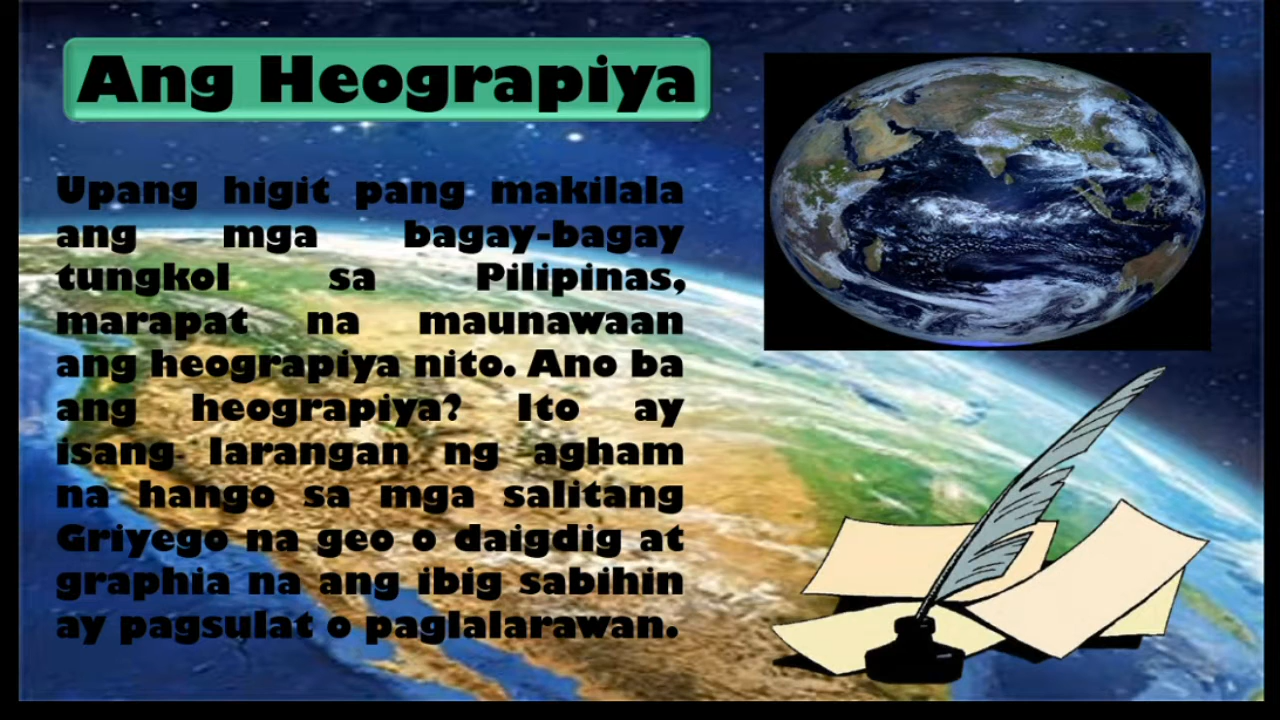 Ang Heograpiya
Upang higit pang makilala
ang mga bagay-bagay
tungkol sa Pilipinas,
marapat na maunawaan
ang heograpiya nito. Ano ba
ang heograpiya? Ito ay
isang larangan ng agham
na hango sa mga salitang
Griyego na geo o daigdig at
graphia na ang ibig sabihin
ay pagsulat o paglalarawan.